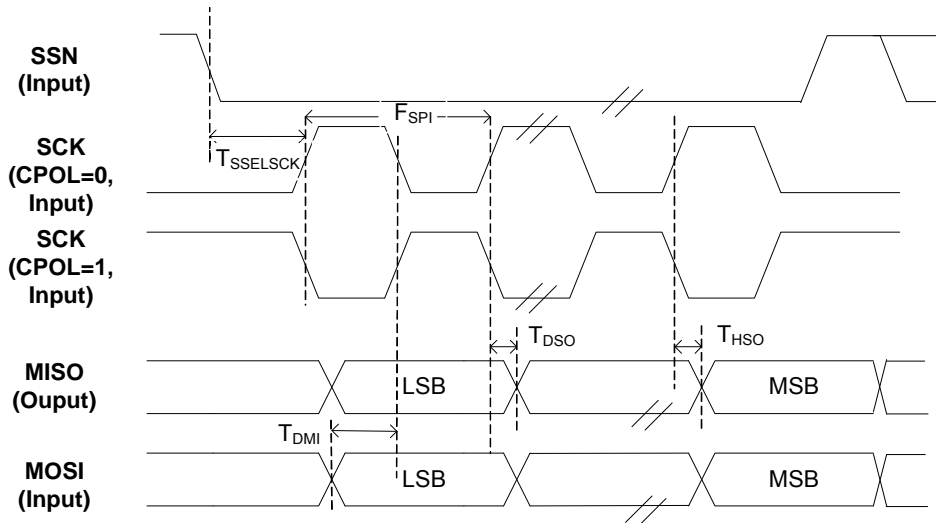 SSN
(Input)
F_SPI
T_SSELSCK
SCK
(CPOL=0,
Input)
SCK
(CPOL=1,
Input)
T_DSO
T_HSO
MISO
(Ouput)
LSB
MSB
T_DMI
MOSI
(Input)
LSB
MSB